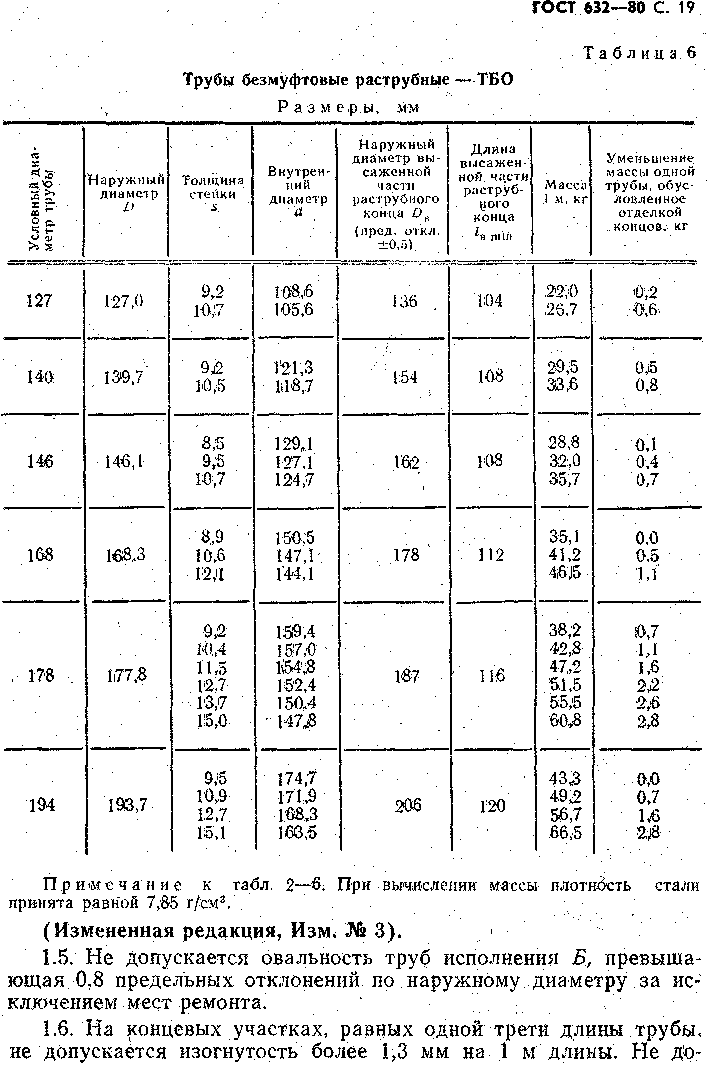 ГОСТ 632—80 С. 19
Таблица 6
Трубы безмуфтовые раструбные — ТБО
Размеры, мм
Условный диаметр трубы
Наружный диаметр D
Толщина стенки s
Внутренний диаметр d
Наружный диаметр высаженной части раструбного конца Dв (пред. откл. ±0,5)
Длина высаженной части раструбного конца lв min
Масса 1 м, кг
Уменьшение массы одной трубы, обусловленное отделкой концов, кг
127 127,0 9,2 108,6 136 104 22,0 0,2
10,7 105,6 26,7 0,6
140 139,7 9,2 121,3 154 108 29,5 0,5
10,5 118,7 33,6 0,8
146 146,1 8,5 129,1 162 108 28,8 0,1
9,5 127,1 32,0 0,4
10,7 124,7 35,7 0,7
168 168,3 8,9 150,5 178 112 35,1 0,0
10,6 147,1 41,2 0,5
12,1 144,1 46,5 1,1
178 177,8 9,2 159,4 187 116 38,2 0,7
10,4 157,0 42,8 1,1
11,5 154,8 47,2 1,6
12,7 152,4 51,5 2,2
13,7 150,4 55,5 2,6
15,0 147,8 60,8 2,8
194 193,7 9,5 174,7 206 120 43,3 0,0
10,9 171,9 49,2 0,7
12,7 168,3 56,7 1,6
15,1 163,5 66,5 2,8
Примечание к табл. 2—6. При вычислении массы плотность стали
принята равной 7,85 г/см³.
(Измененная редакция, Изм. № 3).
1.5. Не допускается овальность труб исполнения Б, превыша-
ющая 0,8 предельных отклонений по наружному диаметру за ис-
ключением мест ремонта.
1.6. На концевых участках, равных одной трети длины трубы,
не допускается изогнутость более 1,3 мм на 1 м длины. Не до-